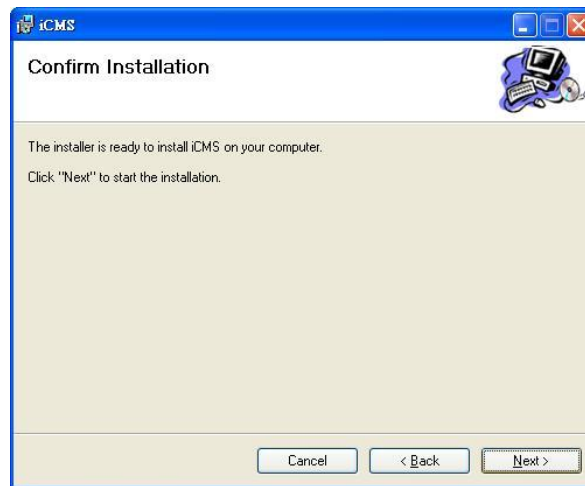 iCMS
Confirm Installation
The installer is ready to install iCMS on your computer.
Click "Next" to start the installation.
Cancel
< Back
Next >